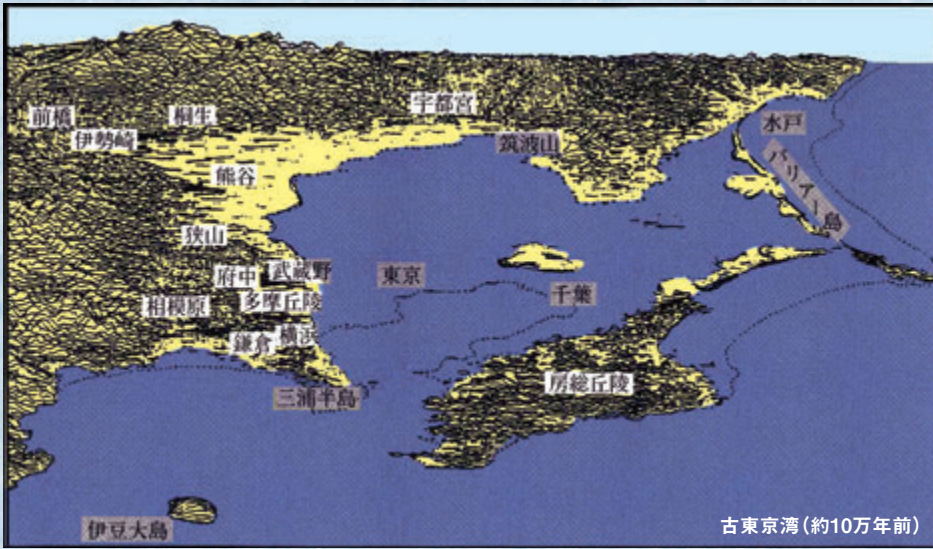 前橋
桐生
宇都宮
伊勢崎
筑波山
水戸
バリアー島
熊谷
狭山
府中
武蔵野
東京
千葉
相模原
多摩丘陵
鎌倉
横浜
三浦半島
房総丘陵
伊豆大島
古東京湾(約10万年前)